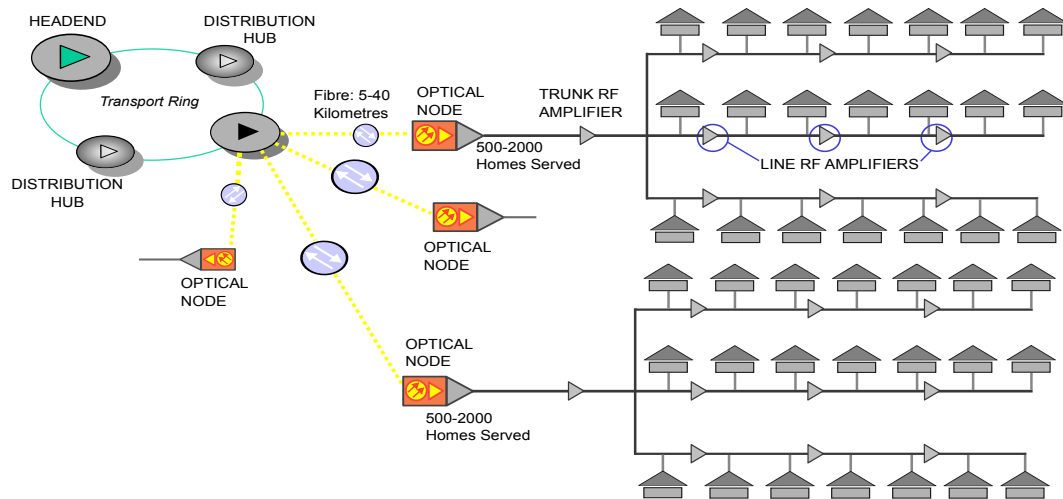 HEADEND
DISTRIBUTION
HUB
Transport Ring
DISTRIBUTION
HUB
Fibre: 5-40
Kilometres
OPTICAL
NODE
500-2000
Homes Served
TRUNK RF
AMPLIFIER
LINE RF AMPLIFIERS
OPTICAL
NODE
OPTICAL
NODE
OPTICAL
NODE
500-2000
Homes Served